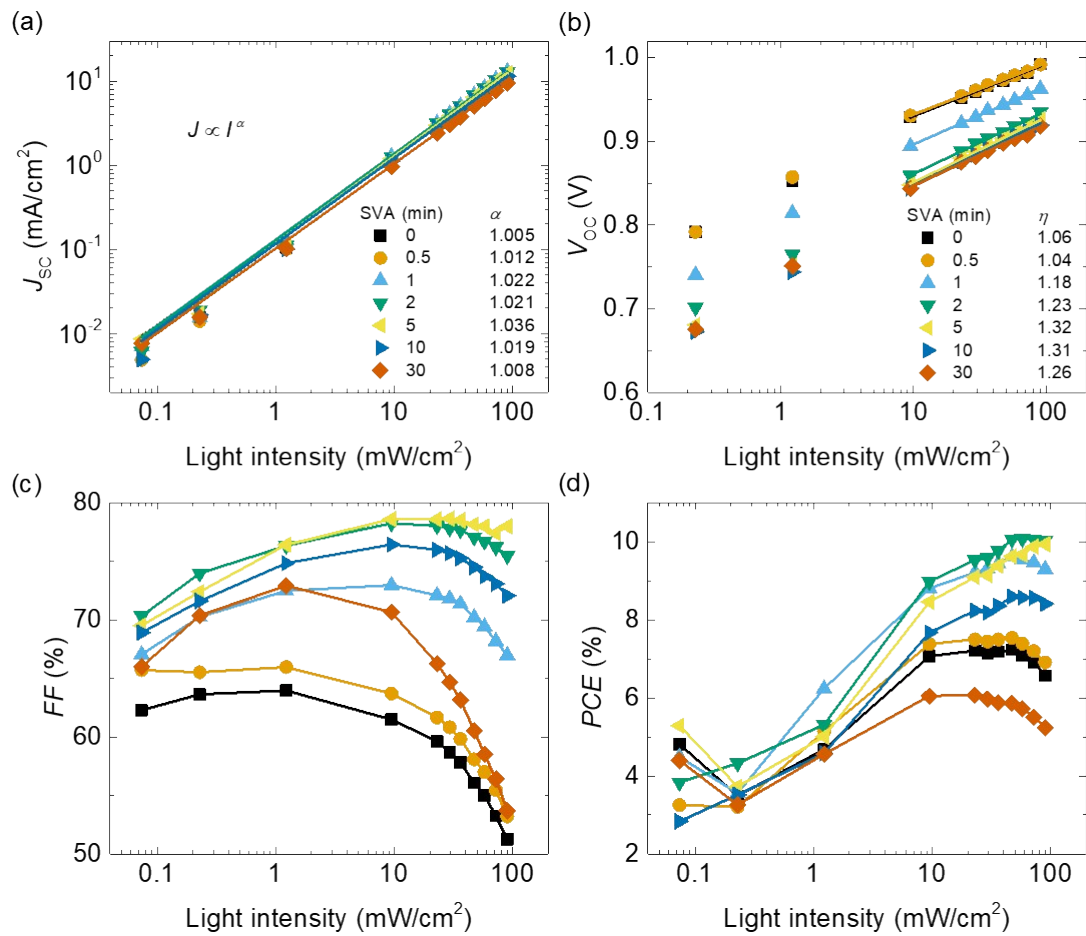 (a)
10¹
10⁰
10⁻¹
10⁻²
J_SC (mA/cm²)
J ∝ I^α
SVA (min) α
0 1.005
0.5 1.012
1 1.022
2 1.021
5 1.036
10 1.019
30 1.008
0.1 1 10 100
Light intensity (mW/cm²)
(b)
1.0
0.9
0.8
0.7
0.6
V_OC (V)
SVA (min) η
0 1.06
0.5 1.04
1 1.18
2 1.23
5 1.32
10 1.31
30 1.26
0.1 1 10 100
Light intensity (mW/cm²)
(c)
80
70
60
50
FF (%)
0.1 1 10 100
Light intensity (mW/cm²)
(d)
10
8
6
4
2
PCE (%)
0.1 1 10 100
Light intensity (mW/cm²)